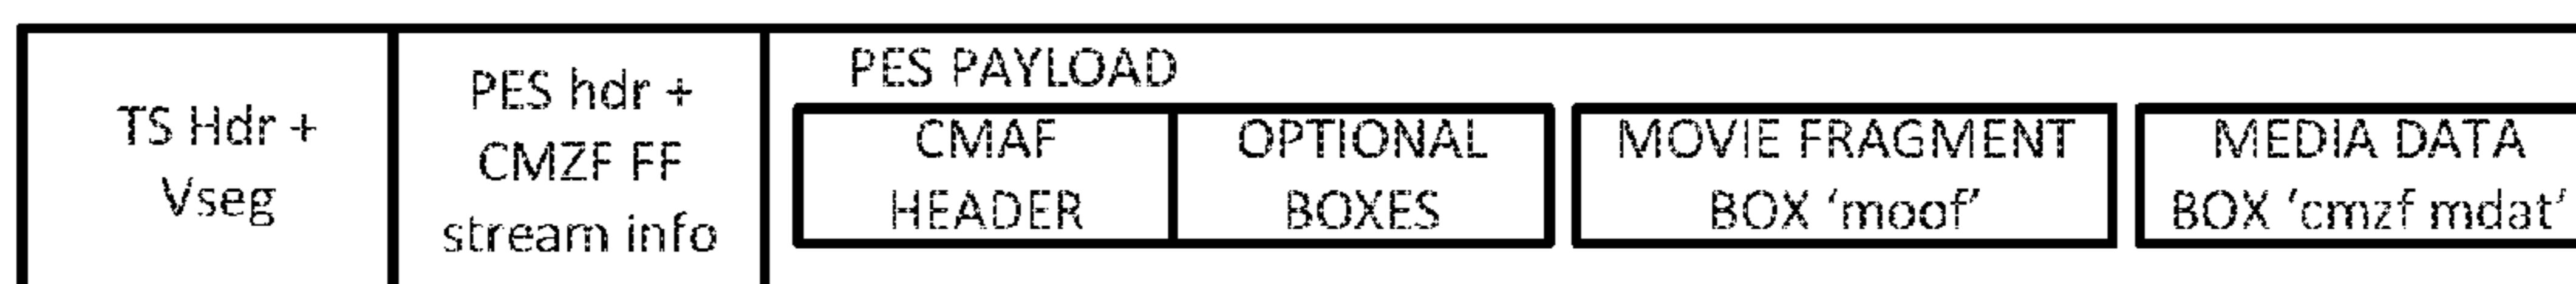 TS Hdr +
Vseg
PES hdr +
CMZF FF
stream info
PES PAYLOAD
CMAF
HEADER
OPTIONAL
BOXES
MOVIE FRAGMENT
BOX ‘moof’
MEDIA DATA
BOX ‘cmzf mdat’